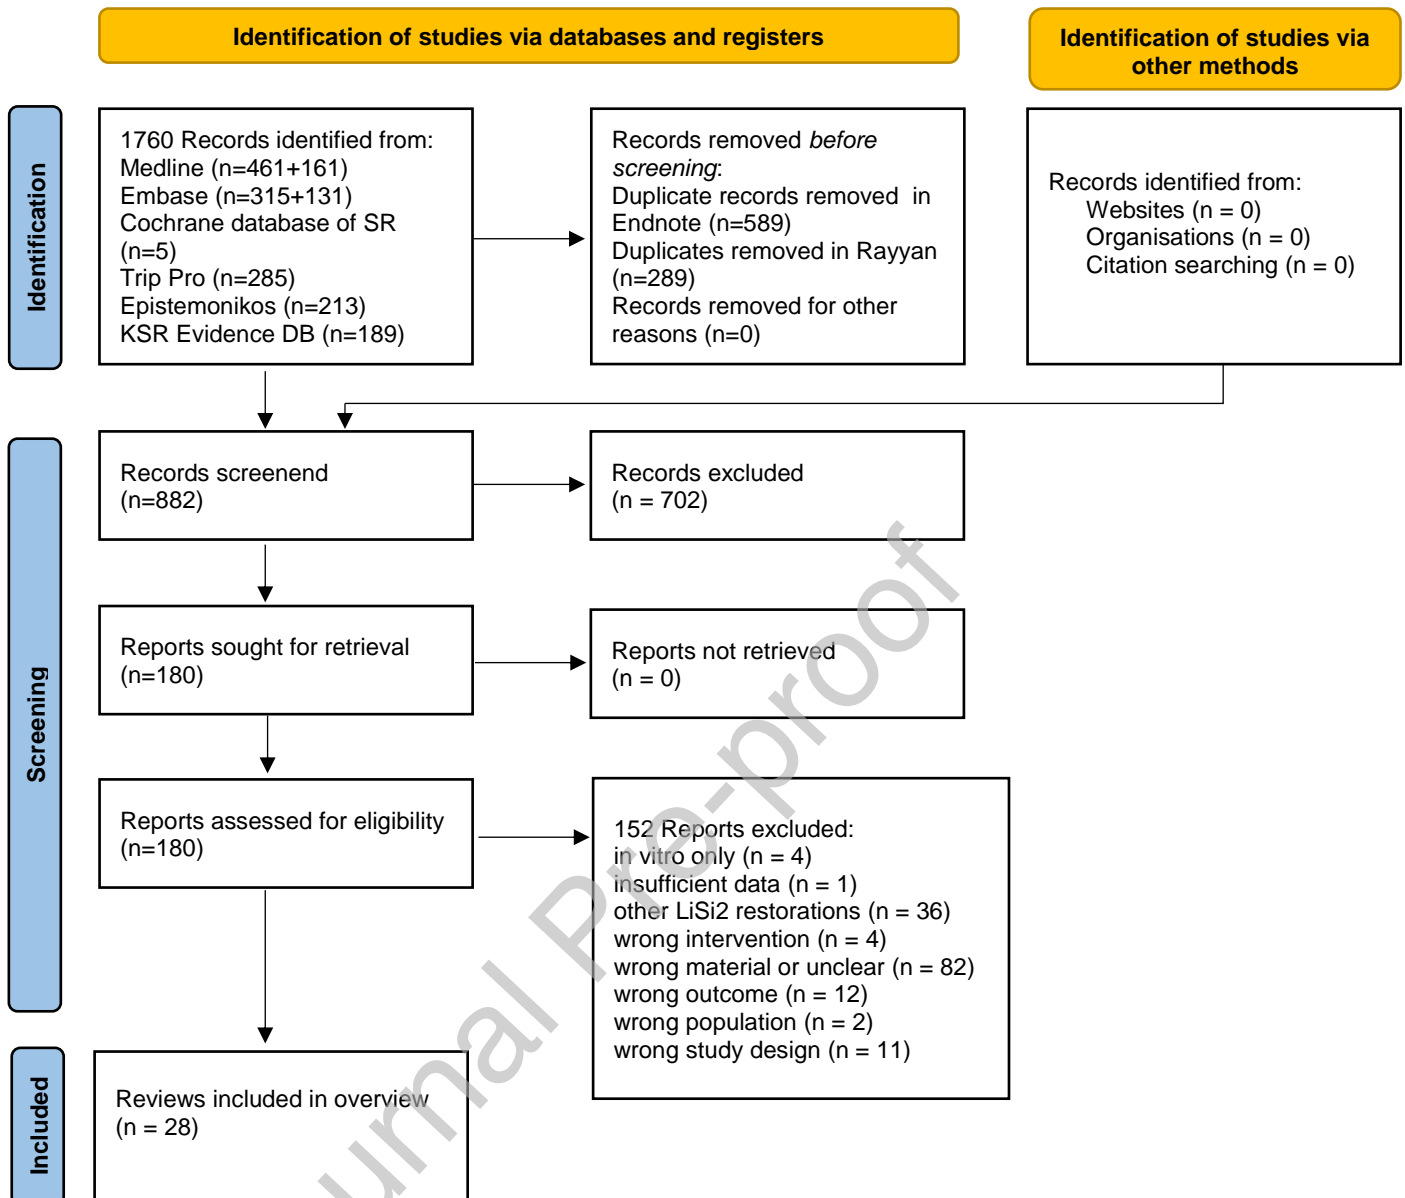 Identification of studies via databases and registers
Identification of studies via
other methods
Identification
1760 Records identified from:
Medline (n=461+161)
Embase (n=315+131)
Cochrane database of SR
(n=5)
Trip Pro (n=285)
Epistemonikos (n=213)
KSR Evidence DB (n=189)
Records removed before
screening:
Duplicate records removed in
Endnote (n=589)
Duplicates removed in Rayyan
(n=289)
Records removed for other
reasons (n=0)
Records identified from:
Websites (n = 0)
Organisations (n = 0)
Citation searching (n = 0)
Screening
Records screenend
(n=882)
Records excluded
(n = 702)
Reports sought for retrieval
(n=180)
Reports not retrieved
(n = 0)
Reports assessed for eligibility
(n=180)
152 Reports excluded:
in vitro only (n = 4)
insufficient data (n = 1)
other LiSi2 restorations (n = 36)
wrong intervention (n = 4)
wrong material or unclear (n = 82)
wrong outcome (n = 12)
wrong population (n = 2)
wrong study design (n = 11)
Included
Reviews included in overview
(n = 28)
urnal Pre-proof